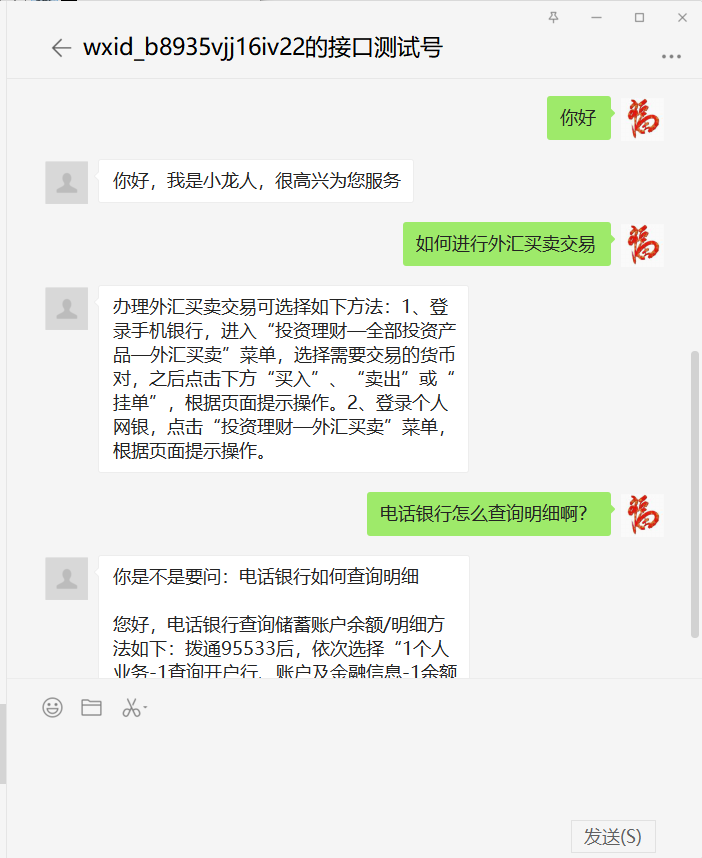 wxid_b8935vjj16iv22的接口测试号
你好
福
你好，我是小龙人，很高兴为您服务
如何进行外汇买卖交易
福
办理外汇买卖交易可选择如下方法：1、登
录手机银行，进入“投资理财—全部投资产
品—外汇买卖”菜单，选择需要交易的货币
对，之后点击下方“买入”、“卖出”或“
挂单”，根据页面提示操作。2、登录个人
网银，点击“投资理财—外汇买卖”菜单，
根据页面提示操作。
电话银行怎么查询明细啊？
福
你是不是要问：电话银行如何查询明细
您好，电话银行查询储蓄账户余额/明细方
法如下：拨通95533后，依次选择“1个人
业务-1查询开户行、账户及金融信息-1余额
发送(S)